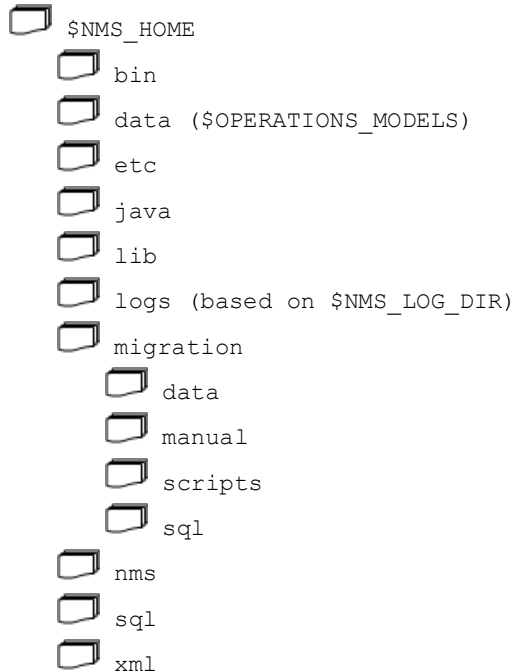 $NMS_HOME
bin
data ($OPERATIONS_MODELS)
etc
java
lib
logs (based on $NMS_LOG_DIR)
migration
data
manual
scripts
sql
nms
sql
xml